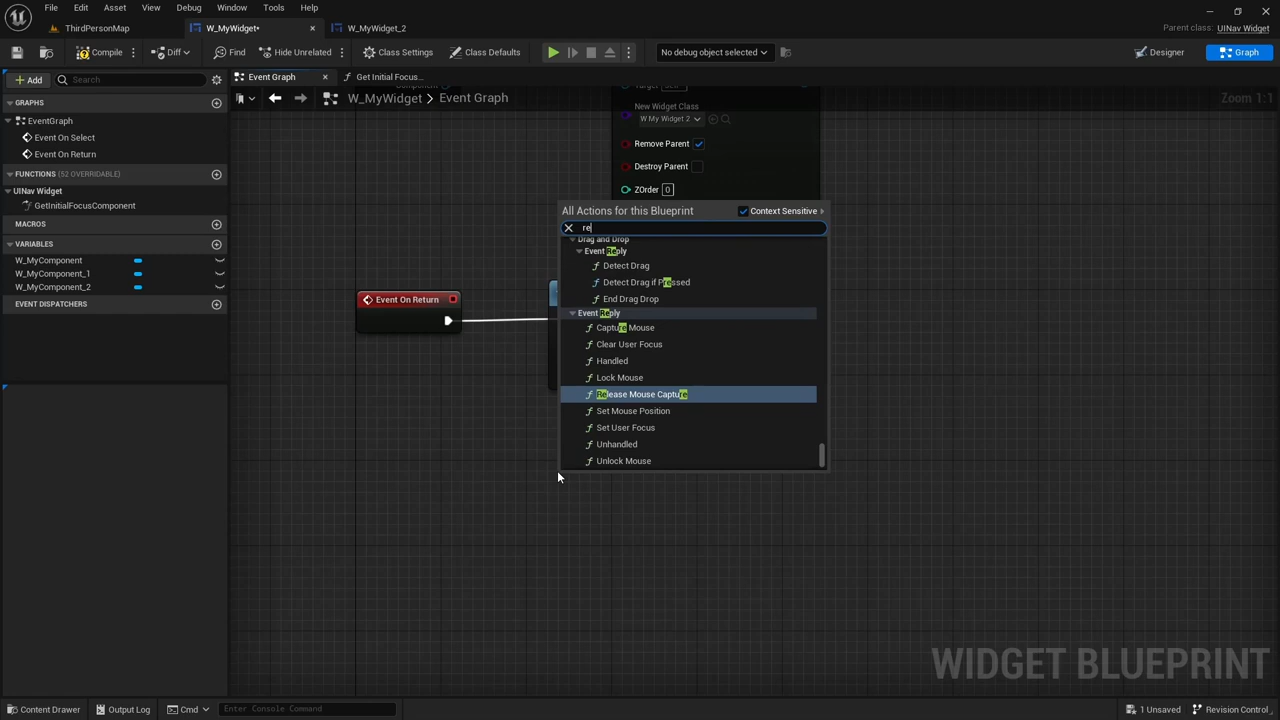 File Edit Asset View Debug Window Tools Help
ThirdPersonMap W_MyWidget* W_MyWidget_2 Parent class: UINav Widget
Compile Diff Find Hide Unrelated Class Settings Class Defaults No debug object selected Designer Graph
Add Search Event Graph Get Initial Focus...
W_MyWidget > Event Graph Zoom 1:1
GRAPHS
EventGraph
Event On Select
Event On Return
FUNCTIONS (52 OVERRIDABLE)
UINav Widget
GetInitialFocusComponent
MACROS
VARIABLES
W_MyComponent
W_MyComponent_1
W_MyComponent_2
EVENT DISPATCHERS
New Widget Class
W My Widget 2
Remove Parent
Destroy Parent
ZOrder 0
All Actions for this Blueprint Context Sensitive
re
Drag and Drop
Event Reply
Detect Drag
Detect Drag if Pressed
End Drag Drop
Event Reply
Capture Mouse
Clear User Focus
Handled
Lock Mouse
Release Mouse Capture
Set Mouse Position
Set User Focus
Unhandled
Unlock Mouse
Event On Return
WIDGET BLUEPRINT
Content Drawer Output Log Cmd Enter Console Command 1 Unsaved Revision Control